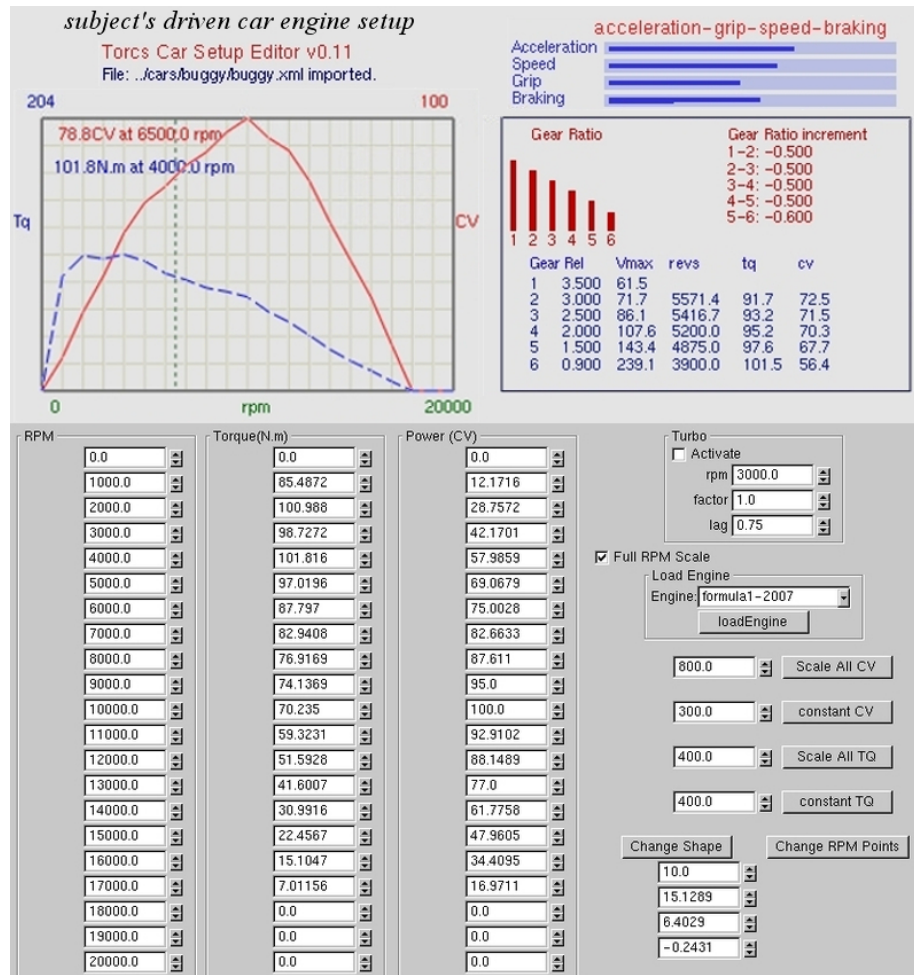 subject's driven car engine setup
Torcs Car Setup Editor v0.11
File: ../cars/buggy/buggy.xml imported.
204 100
78.8CV at 6500.0 rpm
101.8N.m at 4000.0 rpm
Tq CV
0 rpm 20000
acceleration-grip-speed-braking
Acceleration
Speed
Grip
Braking
Gear Ratio Gear Ratio increment
1-2: -0.500
2-3: -0.500
3-4: -0.500
4-5: -0.500
5-6: -0.600
1 2 3 4 5 6
Gear Rel Vmax revs tq cv
1 3.500 61.5
2 3.000 71.7 5571.4 91.7 72.5
3 2.500 86.1 5416.7 93.2 71.5
4 2.000 107.6 5200.0 95.2 70.3
5 1.500 143.4 4875.0 97.6 67.7
6 0.900 239.1 3900.0 101.5 56.4
RPM Torque(N.m) Power (CV)
0.0 0.0 0.0
1000.0 85.4872 12.1716
2000.0 100.988 28.7572
3000.0 98.7272 42.1701
4000.0 101.816 57.9859
5000.0 97.0196 69.0679
6000.0 87.797 75.0028
7000.0 82.9408 82.6633
8000.0 76.9169 87.611
9000.0 74.1369 95.0
10000.0 70.235 100.0
11000.0 59.3231 92.9102
12000.0 51.5928 88.1489
13000.0 41.6007 77.0
14000.0 30.9916 61.7758
15000.0 22.4567 47.9605
16000.0 15.1047 34.4095
17000.0 7.01156 16.9711
18000.0 0.0 0.0
19000.0 0.0 0.0
20000.0 0.0 0.0
Turbo
Activate
rpm 3000.0
factor 1.0
lag 0.75
Full RPM Scale
Load Engine
Engine: formula1-2007
loadEngine
800.0 Scale All CV
300.0 constant CV
400.0 Scale All TQ
400.0 constant TQ
Change Shape Change RPM Points
10.0
15.1289
6.4029
-0.2431